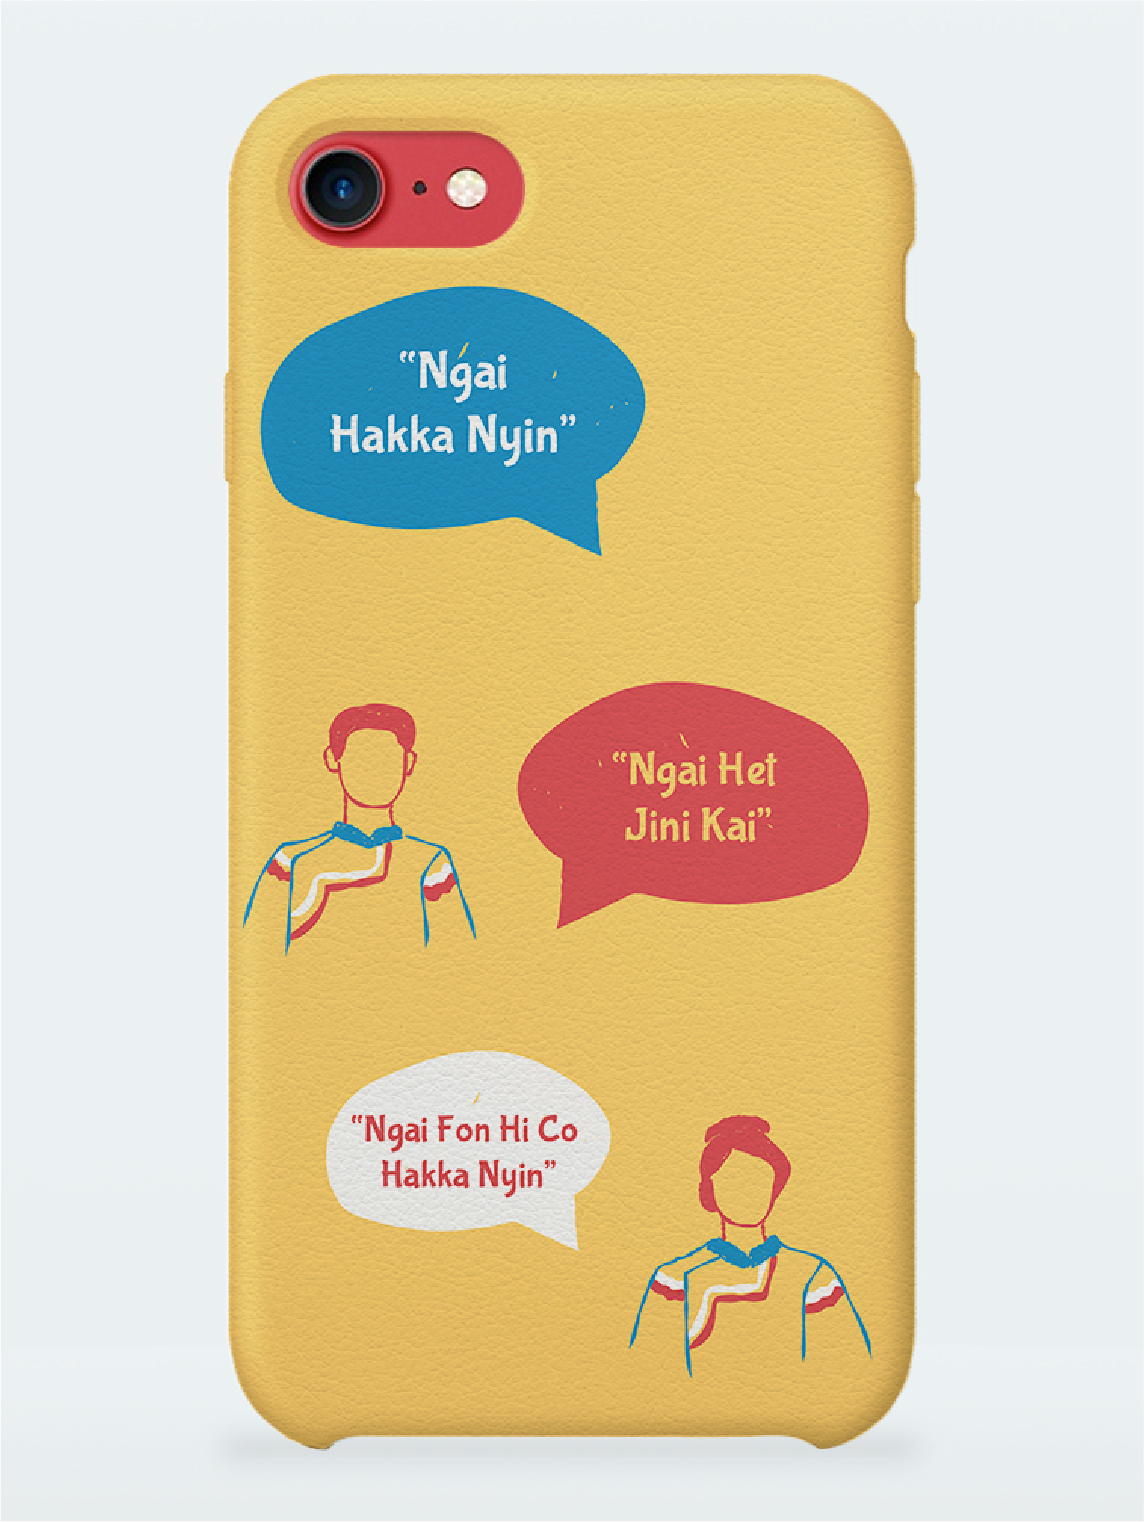 “Ngai
Hakka Nyin”
“Ngai Het
Jini Kai”
“Ngai Fon Hi Co
Hakka Nyin”